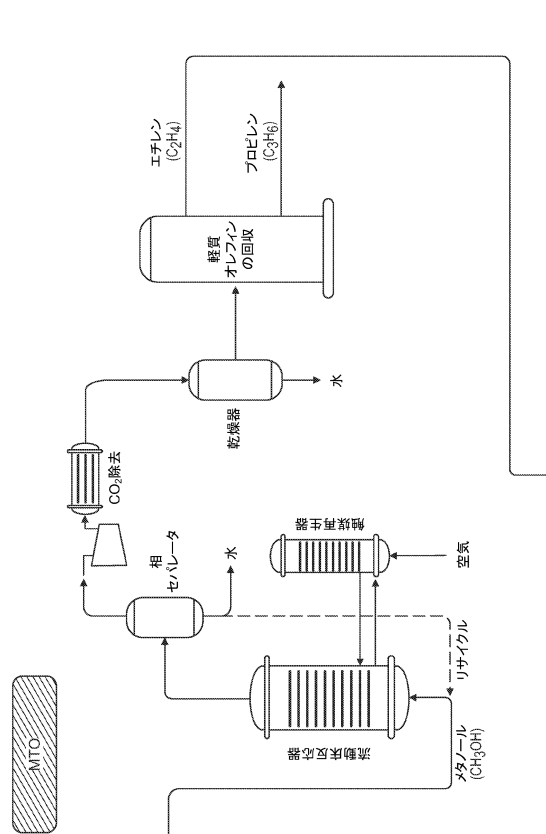 MTO
メタノール
(CH3OH)
リサイクル
流動床反応器
触媒再生器
空気
相
セパレータ
水
CO2除去
乾燥器
水
軽質
オレフィン
の回収
エチレン
(C2H4)
プロピレン
(C3H6)